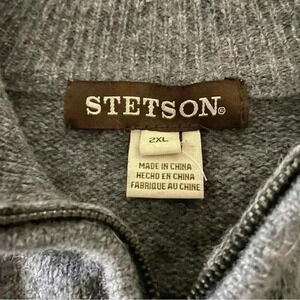 STETSON®
2XL
MADE IN CHINA
HECHO EN CHINA
FABRIQUE AU CHINE